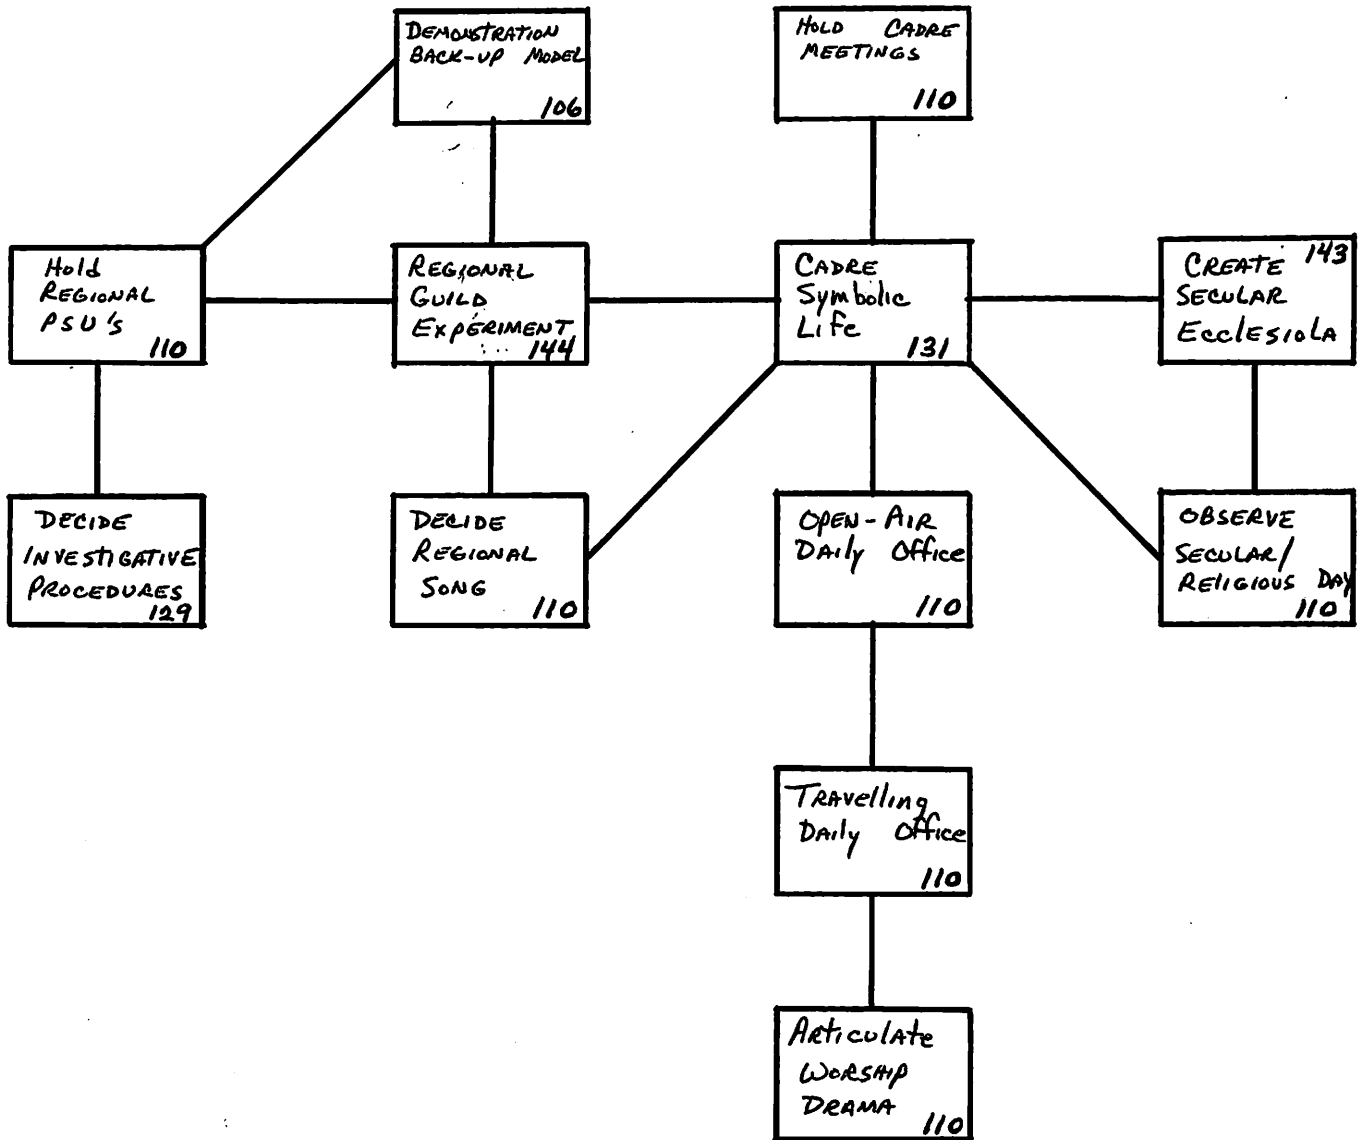 DEMONSTRATION
BACK-UP MODEL
106
HOLD CADRE
MEETINGS
110
Hold
REGIONAL
PSU's
110
REGIONAL
GUILD
EXPERIMENT
144
CADRE
Symbolic
Life
131
CREATE 143
SECULAR
EcclesiolA
DECIDE
INVESTIGATIVE
PROCEDURES
129
DECIDE
REGIONAL
SONG
110
OPEN-AIR
DAily Office
110
OBSERVE
SECULAR/
RELIGIOUS DAY
110
TRAvelling
DAily Office
110
ARticulAte
WORSHIP
DRAMA
110